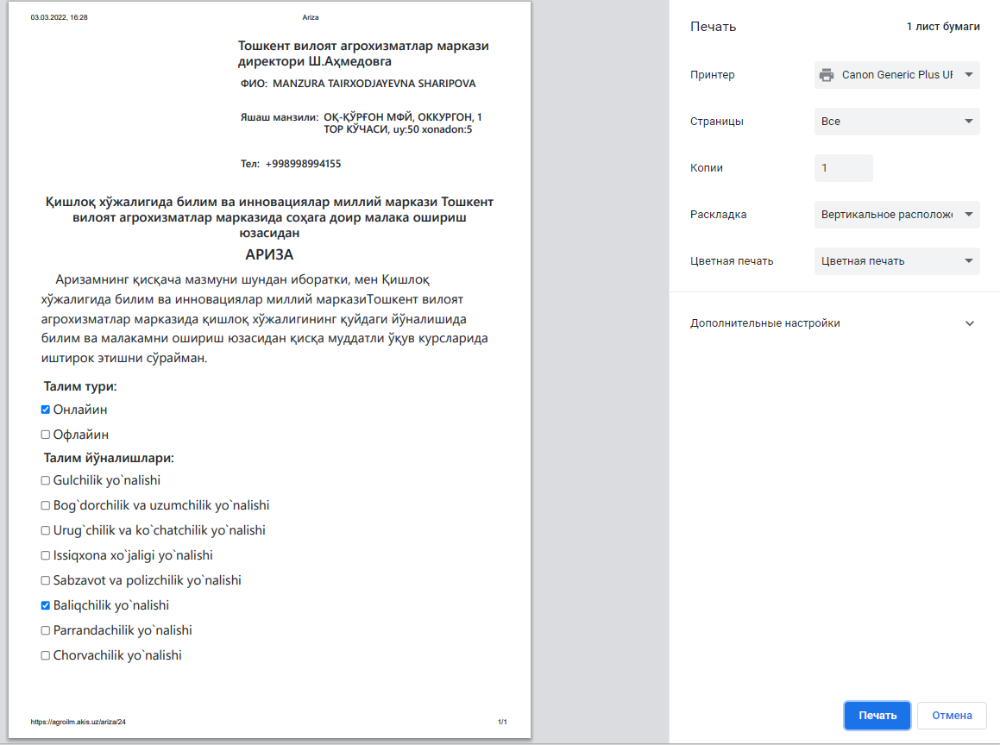 03.03.2022, 16:28
Ariza
Тошкент вилоят агрохизматлар маркази
директори Ш.Аҳмедовга
ФИО: MANZURA TAIRXODJAYEVNA SHARIPOVA
Яшаш манзили: ОҚ-ҚЎРҒОН МФЙ, ОККУРГОН, 1
ТОР КЎЧАСИ, uy:50 xonadon:5
Тел: +998998994155
Қишлоқ хўжалигида билим ва инновациялар миллий маркази Тошкент
вилоят агрохизматлар марказида соҳага доир малака ошириш
юзасидан
АРИЗА
Аризамнинг қисқача мазмуни шундан иборатки, мен Қишлоқ
хўжалигида билим ва инновациялар миллий марказиТошкент вилоят
агрохизматлар марказида қишлоқ хўжалигининг қуйдаги йўналишида
билим ва малакамни ошириш юзасидан қисқа муддатли ўқув курсларида
иштирок этишни сўрайман.
Талим тури:
Онлайин
Офлайин
Талим йўналишлари:
Gulchilik yo`nalishi
Bog`dorchilik va uzumchilik yo`nalishi
Urug`chilik va ko`chatchilik yo`nalishi
Issiqxona xo`jaligi yo`nalishi
Sabzavot va polizchilik yo`nalishi
Baliqchilik yo`nalishi
Parrandachilik yo`nalishi
Chorvachilik yo`nalishi
https://agroilm.akis.uz/ariza/24
1/1
Печать
1 лист бумаги
Принтер
Canon Generic Plus UF
Страницы
Все
Копии
1
Раскладка
Вертикальное располож
Цветная печать
Цветная печать
Дополнительные настройки
Печать
Отмена